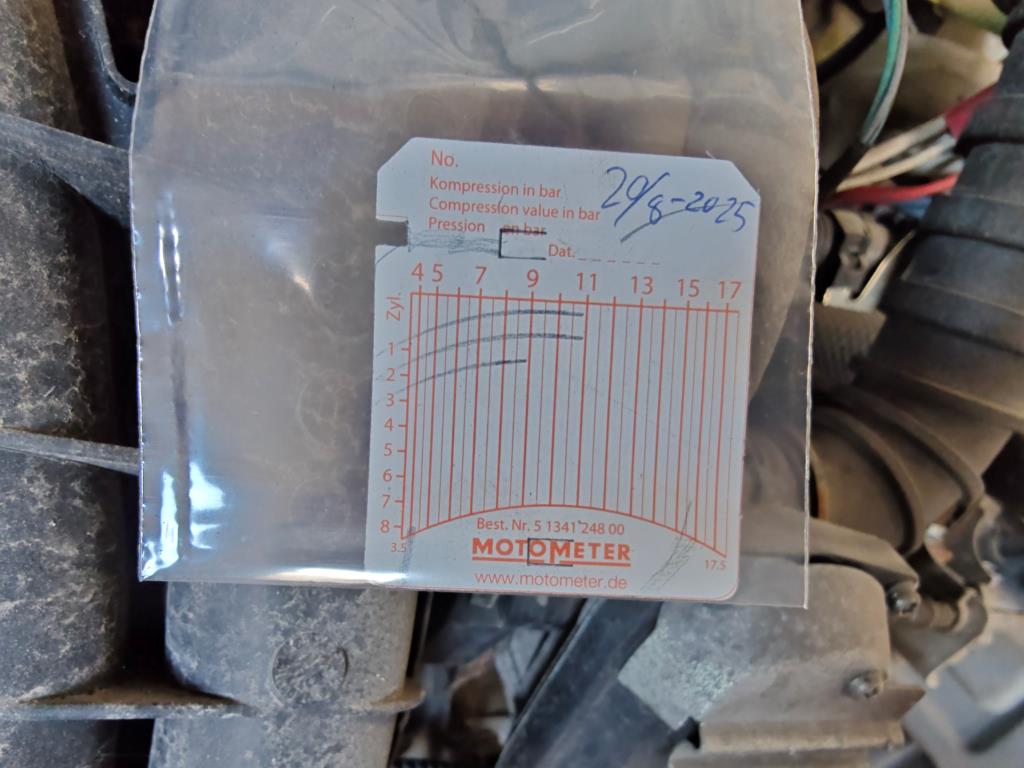 No.
Kompression in bar
Compression value in bar
Pression en bar
20/8-2025
Dat.
4 5 7 9 11 13 15 17
Zyl.
1
2
3
4
5
6
7
8
3.5
17.5
Best. Nr. 5 1341 248 00
MOTOMETER
www.motometer.de